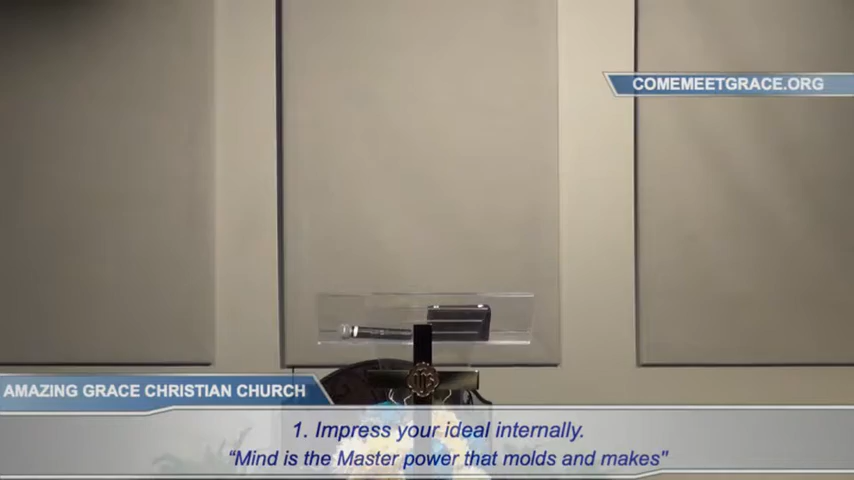 COMEMEETGRACE.ORG
AMAZING GRACE CHRISTIAN CHURCH
1. Impress your ideal internally.
“Mind is the Master power that molds and makes"